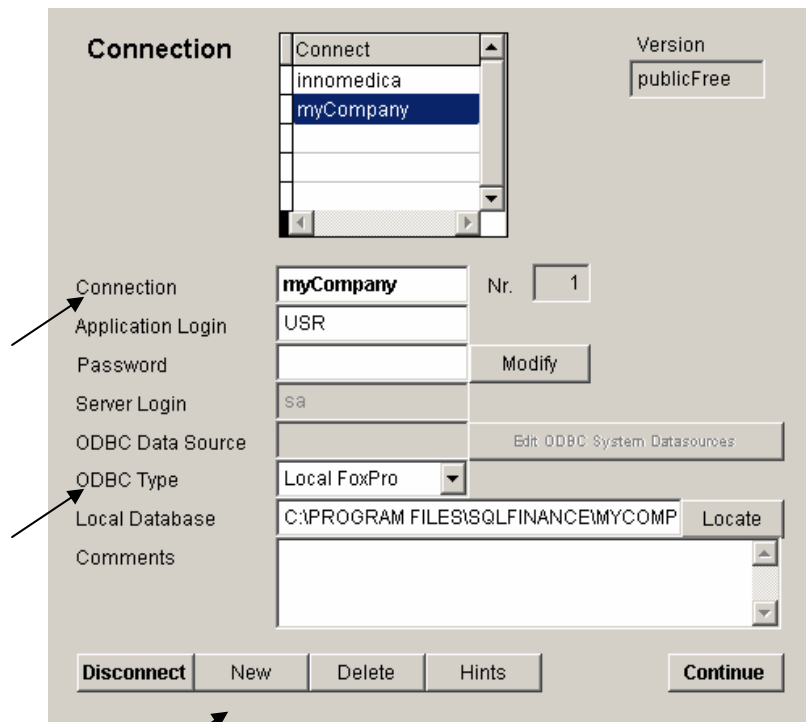 Connection
Connect
Version
innomedica
publicFree
myCompany
Connection
myCompany
Nr.
1
Application Login
USR
Password
Modify
Server Login
sa
ODBC Data Source
Edit ODBC System Datasources
ODBC Type
Local FoxPro
Local Database
C:\PROGRAM FILES\SQLFINANCE\MYCOMP
Locate
Comments
Disconnect
New
Delete
Hints
Continue